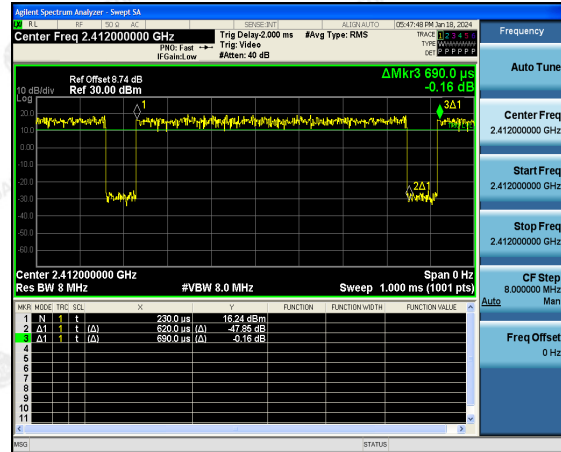 Agilent Spectrum Analyzer - Swept SA
RL RF 50 Ω AC SENSE:INT ALIGN AUTO 05:47:48 PM Jan 18, 2024
Center Freq 2.412000000 GHz
PNO: Fast
IFGain:Low
Trig Delay-2.000 ms
Trig: Video
#Atten: 40 dB
#Avg Type: RMS
TRACE 1 2 3 4 5 6
TYPE
DET P P P P P P
Frequency
Auto Tune
Center Freq
2.412000000 GHz
Start Freq
2.412000000 GHz
Stop Freq
2.412000000 GHz
CF Step
8.000000 MHz
Auto Man
Freq Offset
0 Hz
ΔMkr3 690.0 µs
-0.16 dB
Ref Offset 8.74 dB
Ref 30.00 dBm
10 dB/div
Log
1
3Δ1
2Δ1
20.0
10.0
0.00
-10.0
-20.0
-30.0
-40.0
-50.0
-60.0
Center 2.412000000 GHz
Span 0 Hz
Res BW 8 MHz
#VBW 8.0 MHz
Sweep 1.000 ms (1001 pts)
MKR MODE TRC SCL X Y FUNCTION FUNCTION WIDTH FUNCTION VALUE
1 N 1 t 230.0 µs 16.24 dBm
2 Δ1 1 t (Δ) 620.0 µs (Δ) -47.85 dB
3 Δ1 1 t (Δ) 690.0 µs (Δ) -0.16 dB
4
5
6
7
8
9
10
11
MSG
STATUS